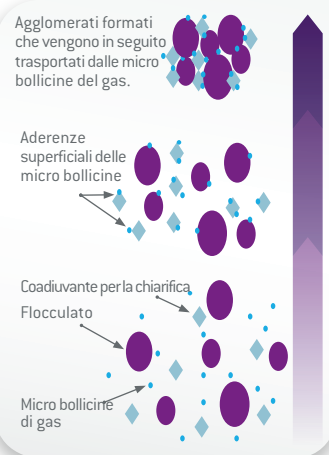 Agglomerati formati
che vengono in seguito
trasportati dalle micro
bollicine del gas.
Aderenze
superficiali delle
micro bollicine
Coadiuvante per la chiarifica
Flocculato
Micro bollicine
di gas